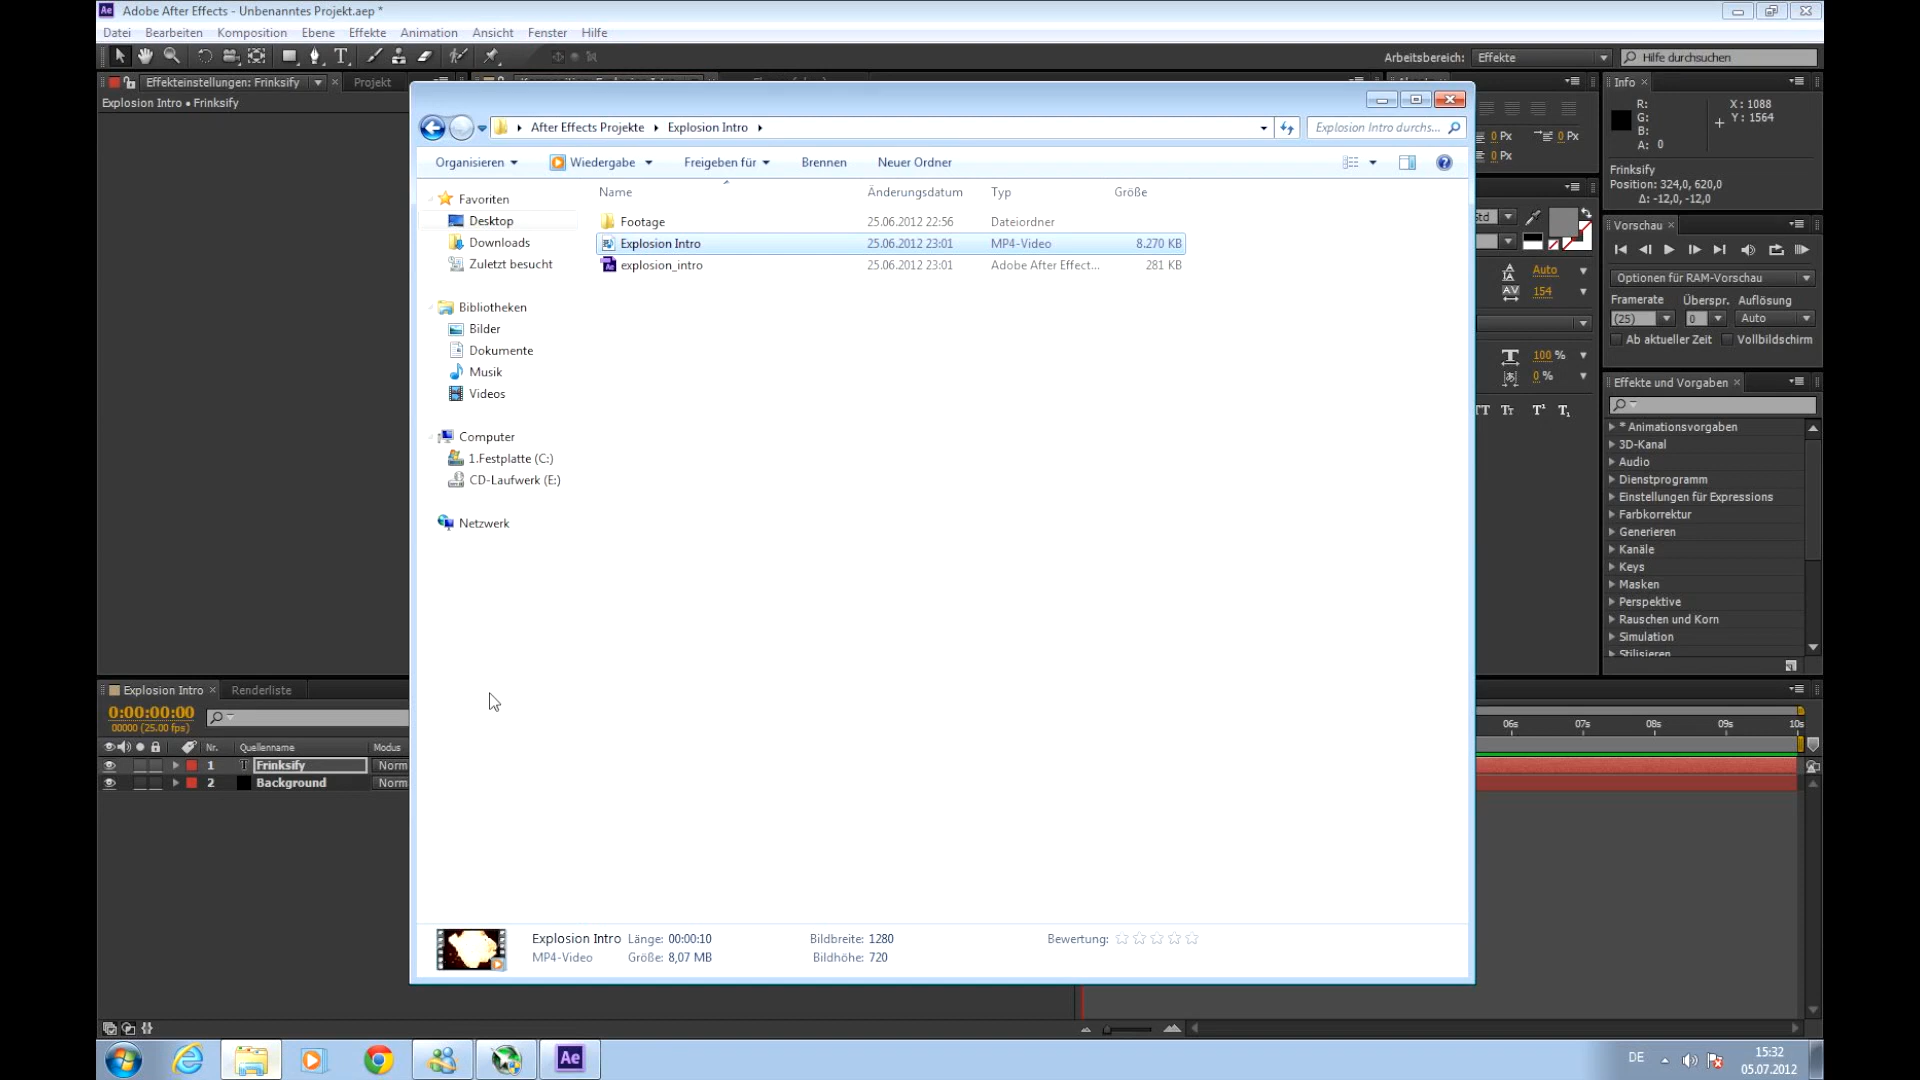 Adobe After Effects - Unbenanntes Projekt.aep *
Datei Bearbeiten Komposition Ebene Effekte Animation Ansicht Fenster Hilfe
Arbeitsbereich: Effekte Hilfe durchsuchen
Effekteinstellungen: Frinksify Projekt
Explosion Intro • Frinksify
After Effects Projekte Explosion Intro
Explosion Intro durchs...
Organisieren Wiedergabe Freigeben für Brennen Neuer Ordner
Name Änderungsdatum Typ Größe
Footage 25.06.2012 22:56 Dateiordner
Explosion Intro 25.06.2012 23:01 MP4-Video 8.270 KB
explosion_intro 25.06.2012 23:01 Adobe After Effect... 281 KB
Favoriten
Desktop
Downloads
Zuletzt besucht
Bibliotheken
Bilder
Dokumente
Musik
Videos
Computer
1.Festplatte (C:)
CD-Laufwerk (E:)
Netzwerk
Explosion Intro Länge: 00:00:10 Bildbreite: 1280 Bewertung:
MP4-Video Größe: 8,07 MB Bildhöhe: 720
0 Px 0 Px
0 Px
Std
Auto
154
100 %
0 %
TT Tr T¹ T₁
Info
R: X : 1088
G: Y : 1564
B:
A: 0
Frinksify
Position: 324,0, 620,0
Δ: -12,0, -12,0
Vorschau
Optionen für RAM-Vorschau
Framerate Überspr. Auflösung
(25) 0 Auto
Ab aktueller Zeit Vollbildschirm
Effekte und Vorgaben
* Animationsvorgaben
3D-Kanal
Audio
Dienstprogramm
Einstellungen für Expressions
Farbkorrektur
Generieren
Kanäle
Keys
Masken
Perspektive
Rauschen und Korn
Simulation
Stilisieren
Explosion Intro Renderliste
0:00:00:00
00000 (25.00 fps)
Nr. Quellenname Modus
1 T Frinksify Norm
2 Background Norm
06s 07s 08s 09s 10s
Ae
DE
15:32
05.07.2012